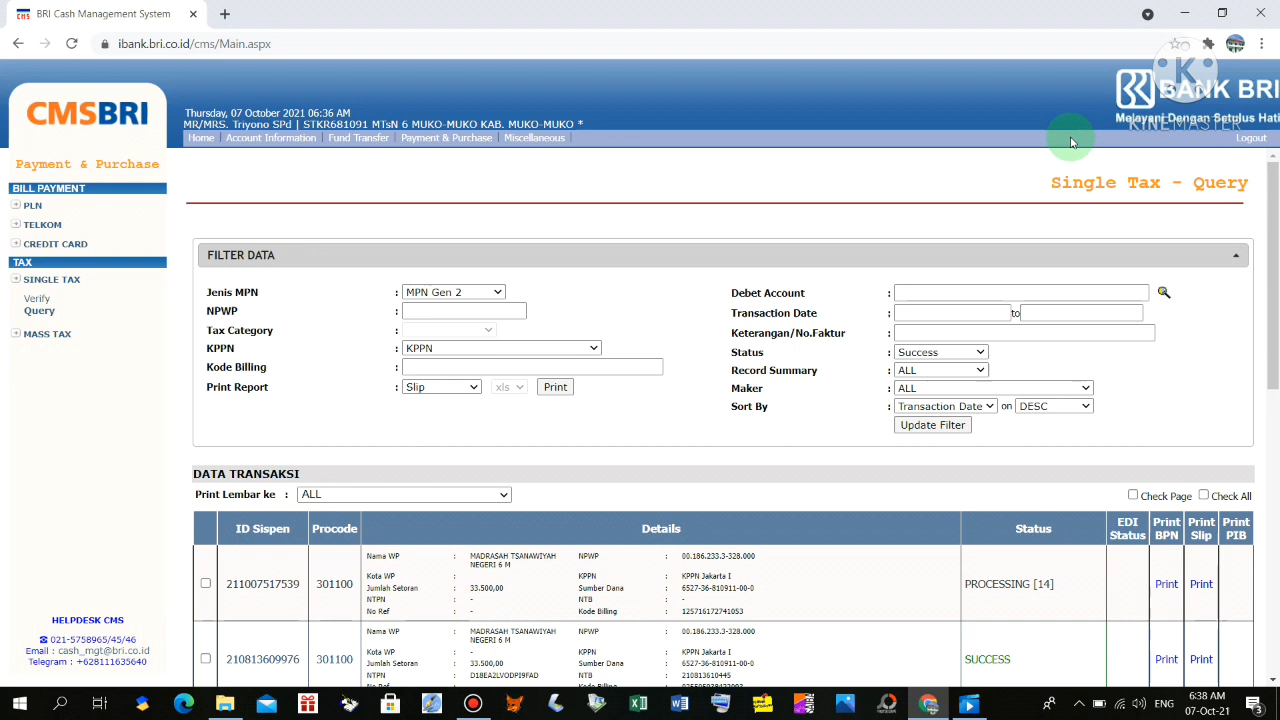 BRI Cash Management System
ibank.bri.co.id/cms/Main.aspx
CMSBRI
Thursday, 07 October 2021 06:36 AM
MR/MRS. Triyono SPd | STKR681091 MTsN 6 MUKO-MUKO KAB. MUKO-MUKO *
Home Account Information Fund Transfer Payment & Purchase Miscellaneous
BANK BRI
Melayani Dengan Setulus Hati
KINEMASTER
Logout
Payment & Purchase
BILL PAYMENT
PLN
TELKOM
CREDIT CARD
TAX
SINGLE TAX
Verify
Query
MASS TAX
HELPDESK CMS
☎ 021-5758965/45/46
Email : cash_mgt@bri.co.id
Telegram : +628111635640
Single Tax - Query
FILTER DATA
Jenis MPN : MPN Gen 2
NPWP :
Tax Category :
KPPN : KPPN
Kode Billing :
Print Report : Slip xls Print
Debet Account :
Transaction Date : to
Keterangan/No.Faktur :
Status : Success
Record Summary : ALL
Maker : ALL
Sort By : Transaction Date on DESC
Update Filter
DATA TRANSAKSI
Print Lembar ke : ALL
Check Page Check All
ID Sispen Procode Details Status EDI Status Print BPN Print Slip Print PIB
211007517539 301100
Nama WP : MADRASAH TSANAWIYAH NEGERI 6 M NPWP : 00.186.233.3-328.000
Kota WP : - KPPN : KPPN Jakarta I
Jumlah Setoran : 33.500,00 Sumber Dana : 6527-36-810911-00-0
NTPN : - NTB : -
No Ref : - Kode Billing : 125716172741053
PROCESSING [14] Print Print
210813609976 301100
Nama WP : MADRASAH TSANAWIYAH NEGERI 6 M NPWP : 00.186.233.3-328.000
Kota WP : - KPPN : KPPN Jakarta I
Jumlah Setoran : 33.500,00 Sumber Dana : 6527-36-810911-00-0
NTPN : D18EA2LVODPI9FAD NTB : 210813610445
SUCCESS Print Print
ENG
6:38 AM
07-Oct-21
3